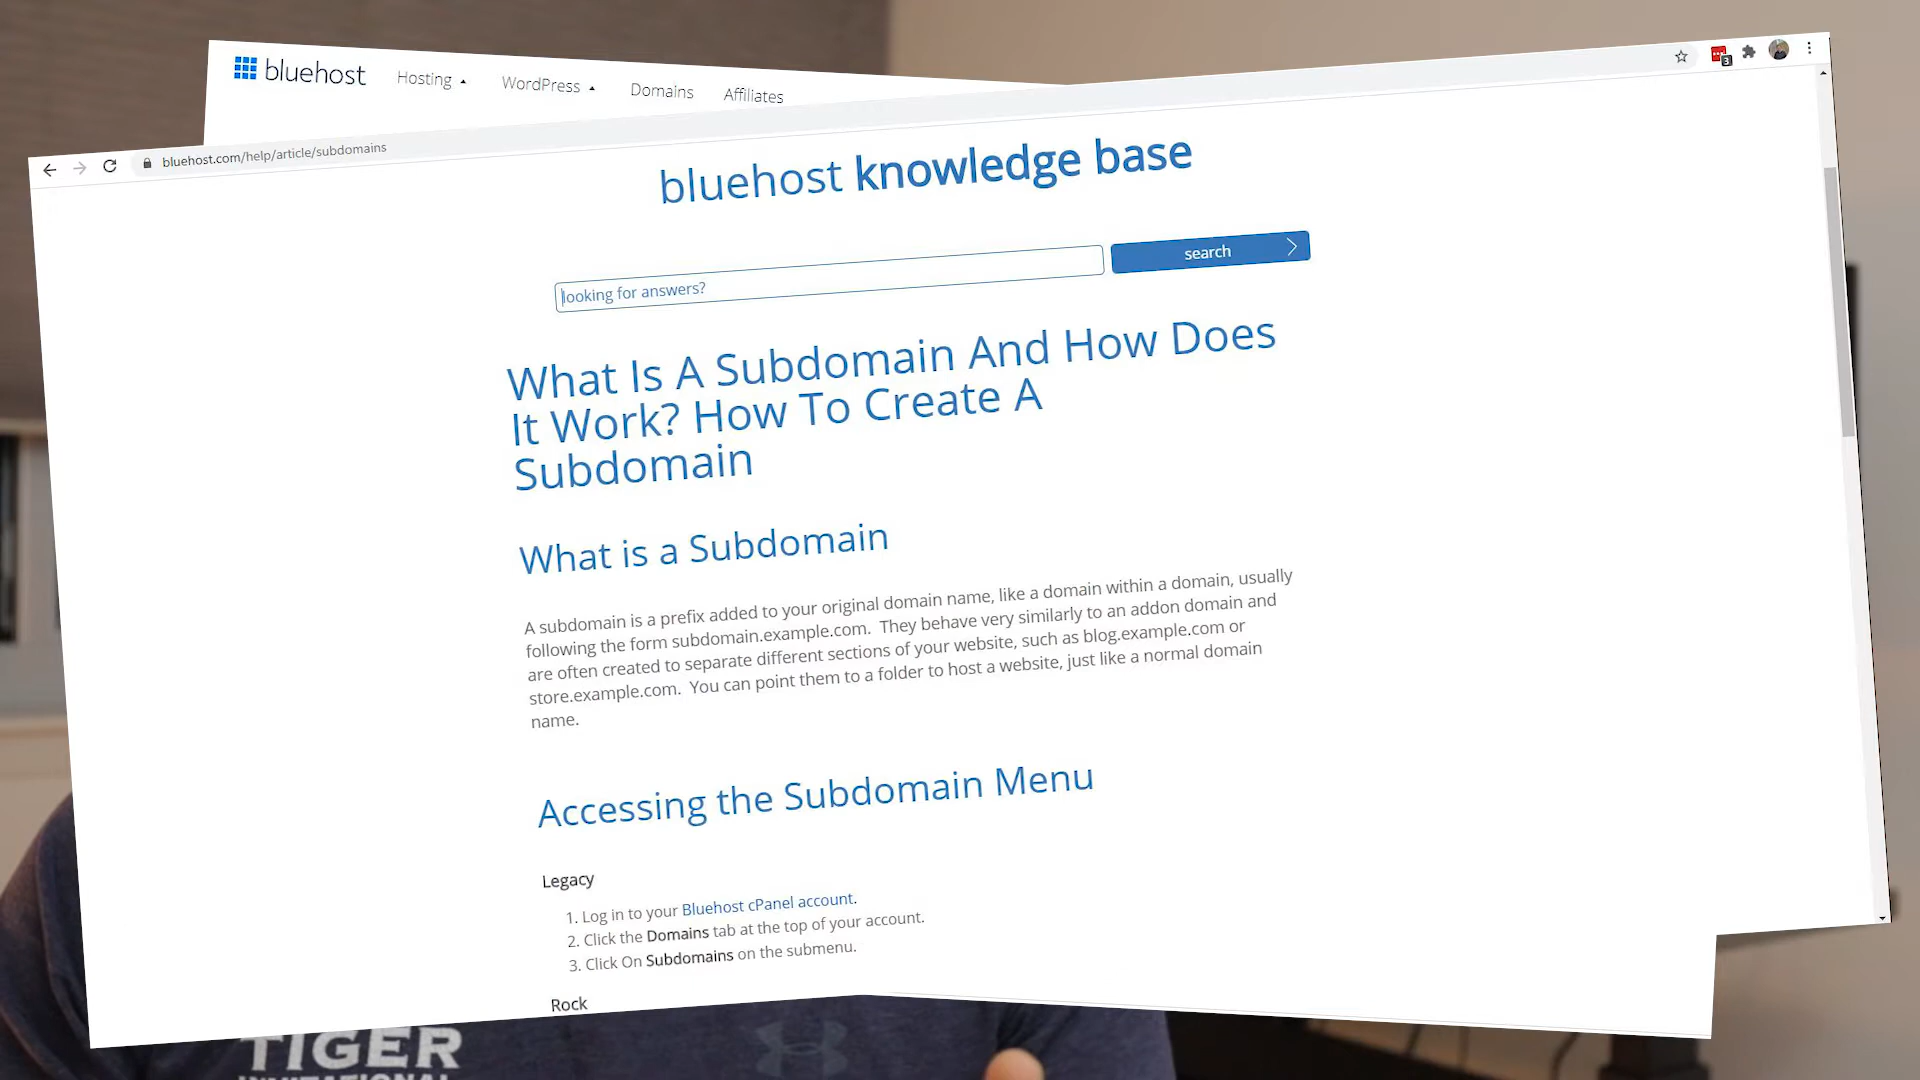 bluehost
Hosting
WordPress
Domains
Affiliates
bluehost.com/help/article/subdomains
3
bluehost knowledge base
looking for answers?
search
What Is A Subdomain And How Does
It Work? How To Create A
Subdomain
What is a Subdomain
A subdomain is a prefix added to your original domain name, like a domain within a domain, usually
following the form subdomain.example.com. They behave very similarly to an addon domain and
are often created to separate different sections of your website, such as blog.example.com or
store.example.com. You can point them to a folder to host a website, just like a normal domain
name.
Accessing the Subdomain Menu
Legacy
1. Log in to your Bluehost cPanel account.
2. Click the Domains tab at the top of your account.
3. Click On Subdomains on the submenu.
Rock
TIGER
INVITATIONAL